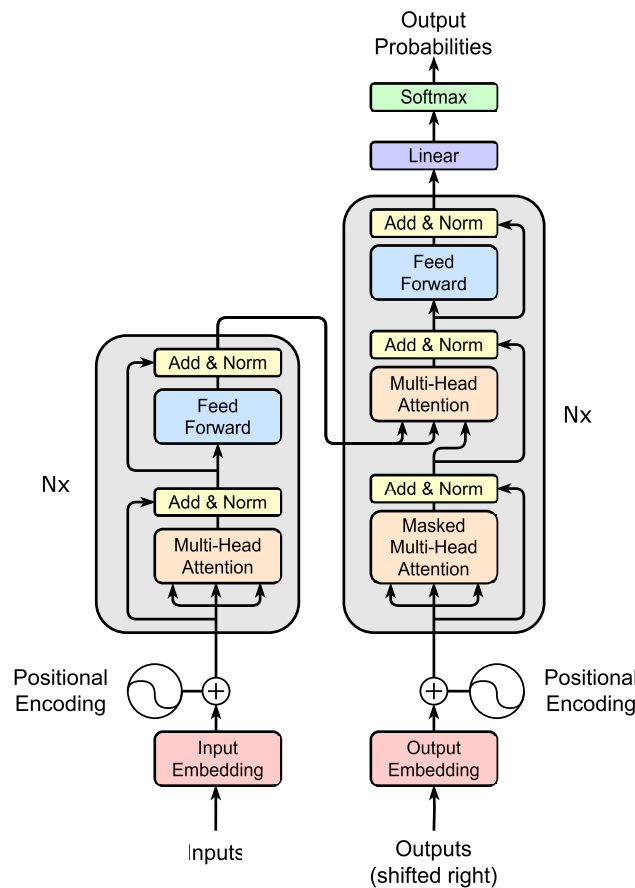 Output
Probabilities
Softmax
Linear
Add & Norm
Feed
Forward
Add & Norm
Multi-Head
Attention
Add & Norm
Masked
Multi-Head
Attention
Nx
Positional
Encoding
Output
Embedding
Outputs
(shifted right)
Add & Norm
Feed
Forward
Add & Norm
Multi-Head
Attention
Nx
Positional
Encoding
Input
Embedding
Inputs